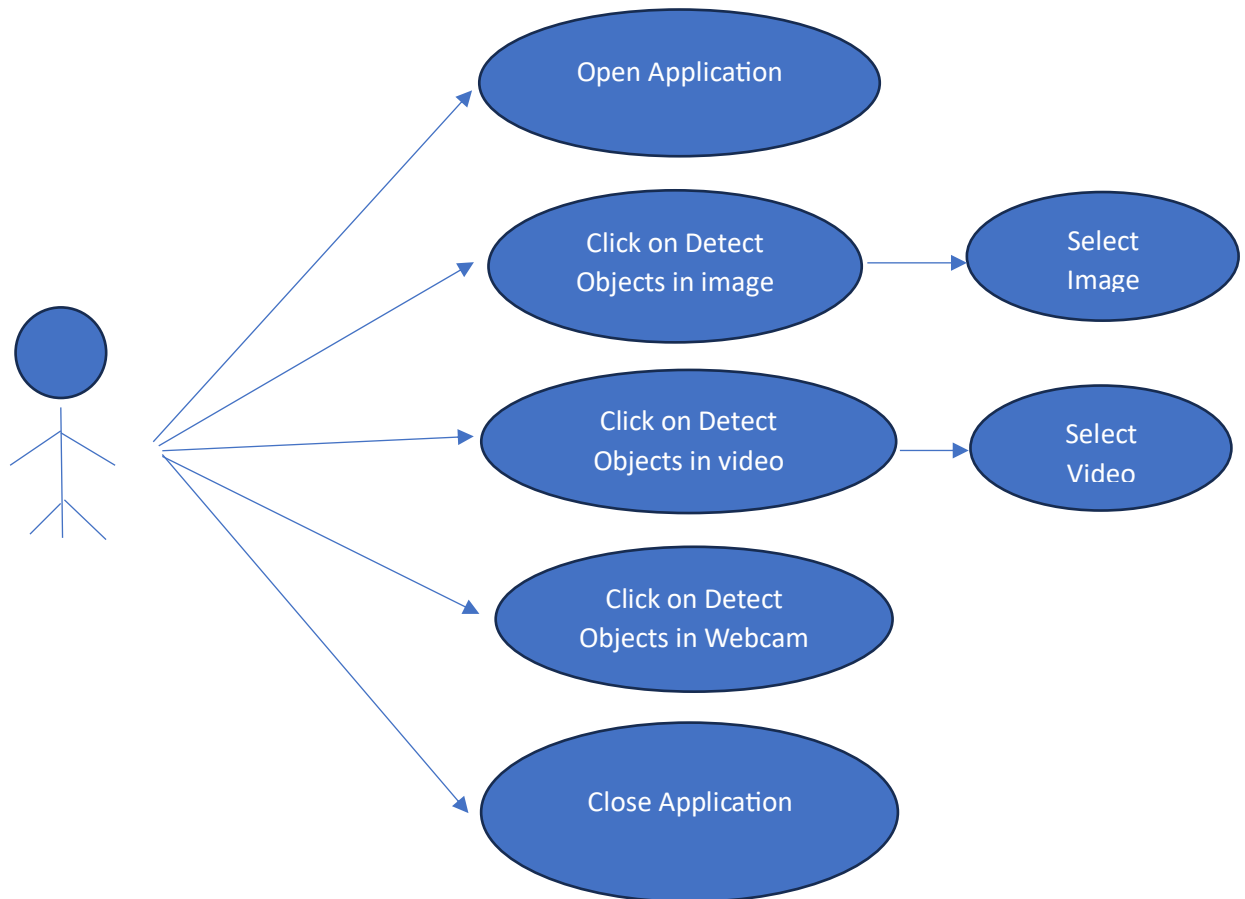 Open Application
Click on Detect
Objects in image
Select
Image
Click on Detect
Objects in video
Select
Video
Click on Detect
Objects in Webcam
Close Application